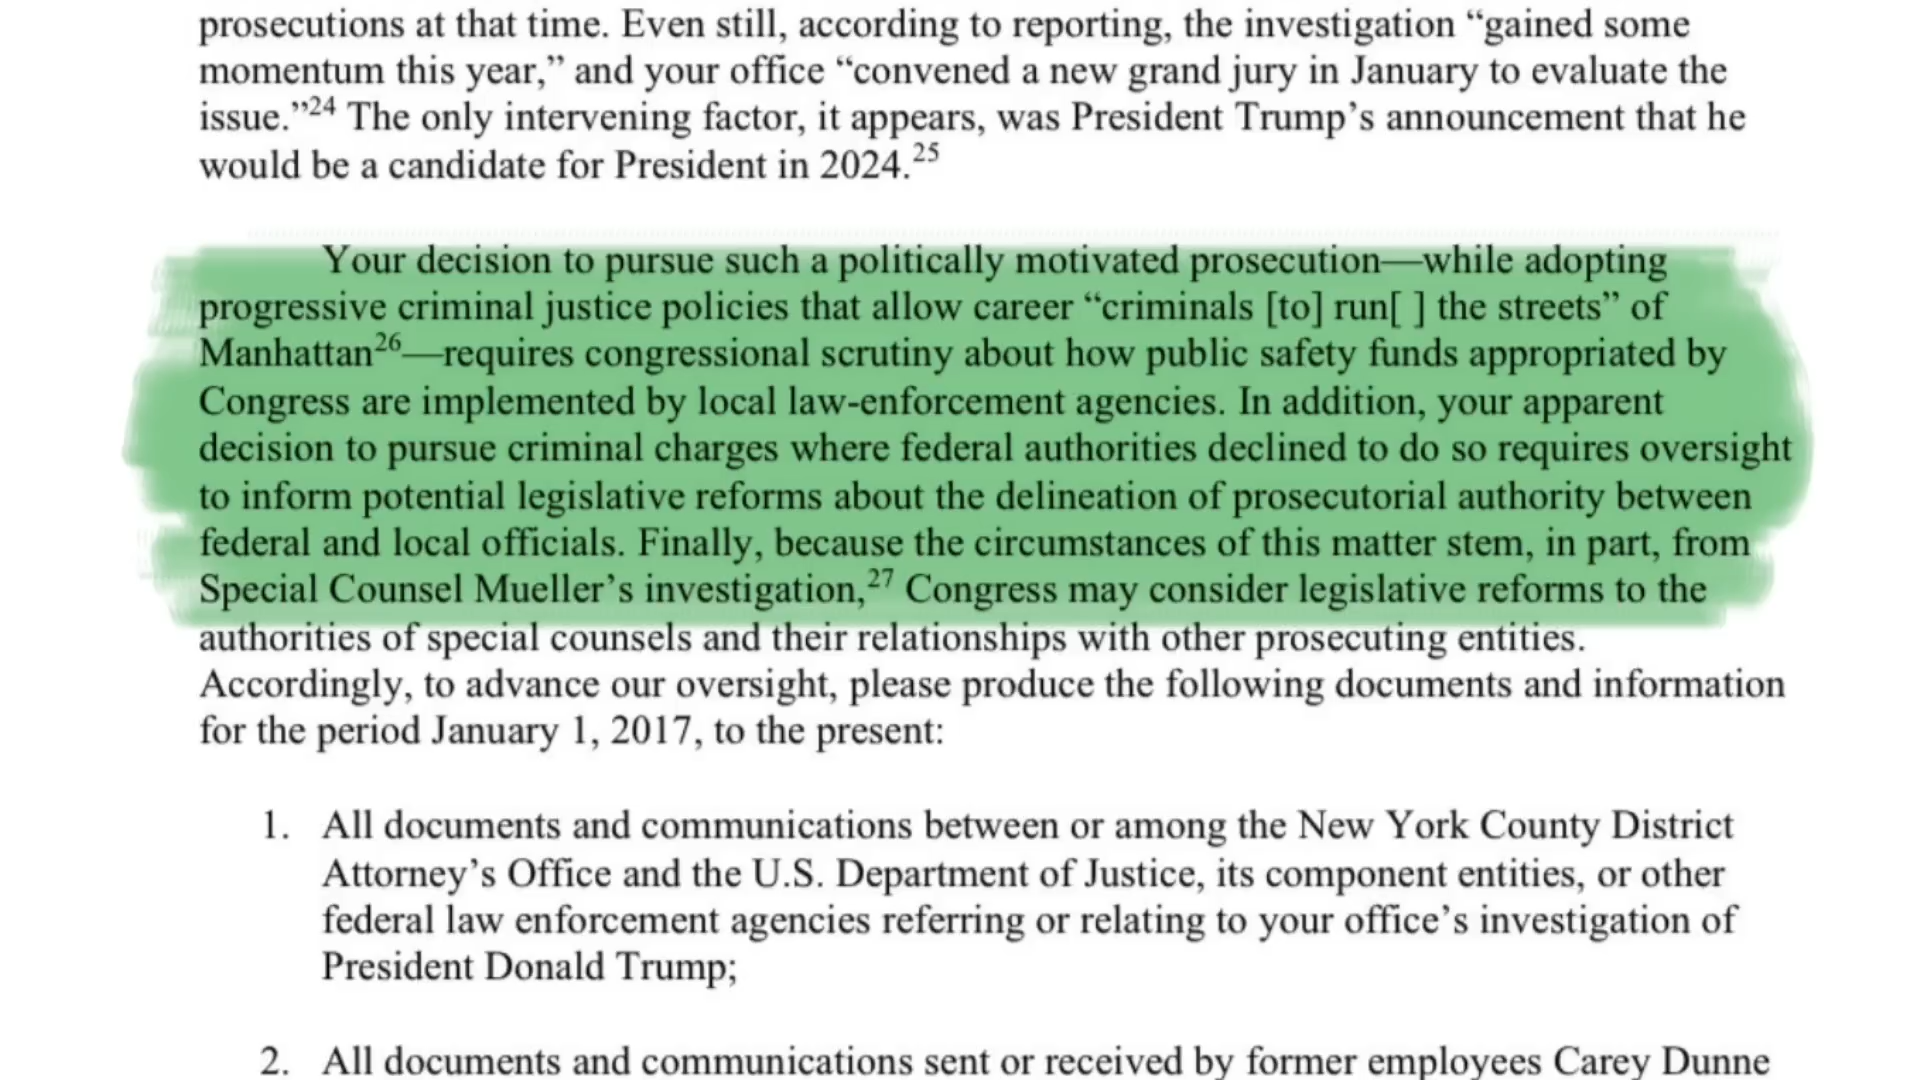 prosecutions at that time. Even still, according to reporting, the investigation “gained some
momentum this year,” and your office “convened a new grand jury in January to evaluate the
issue.”24 The only intervening factor, it appears, was President Trump’s announcement that he
would be a candidate for President in 2024.25
Your decision to pursue such a politically motivated prosecution—while adopting
progressive criminal justice policies that allow career “criminals [to] run[ ] the streets” of
Manhattan26—requires congressional scrutiny about how public safety funds appropriated by
Congress are implemented by local law-enforcement agencies. In addition, your apparent
decision to pursue criminal charges where federal authorities declined to do so requires oversight
to inform potential legislative reforms about the delineation of prosecutorial authority between
federal and local officials. Finally, because the circumstances of this matter stem, in part, from
Special Counsel Mueller’s investigation,27 Congress may consider legislative reforms to the
authorities of special counsels and their relationships with other prosecuting entities.
Accordingly, to advance our oversight, please produce the following documents and information
for the period January 1, 2017, to the present:
1. All documents and communications between or among the New York County District
Attorney’s Office and the U.S. Department of Justice, its component entities, or other
federal law enforcement agencies referring or relating to your office’s investigation of
President Donald Trump;
2. All documents and communications sent or received by former employees Carey Dunne